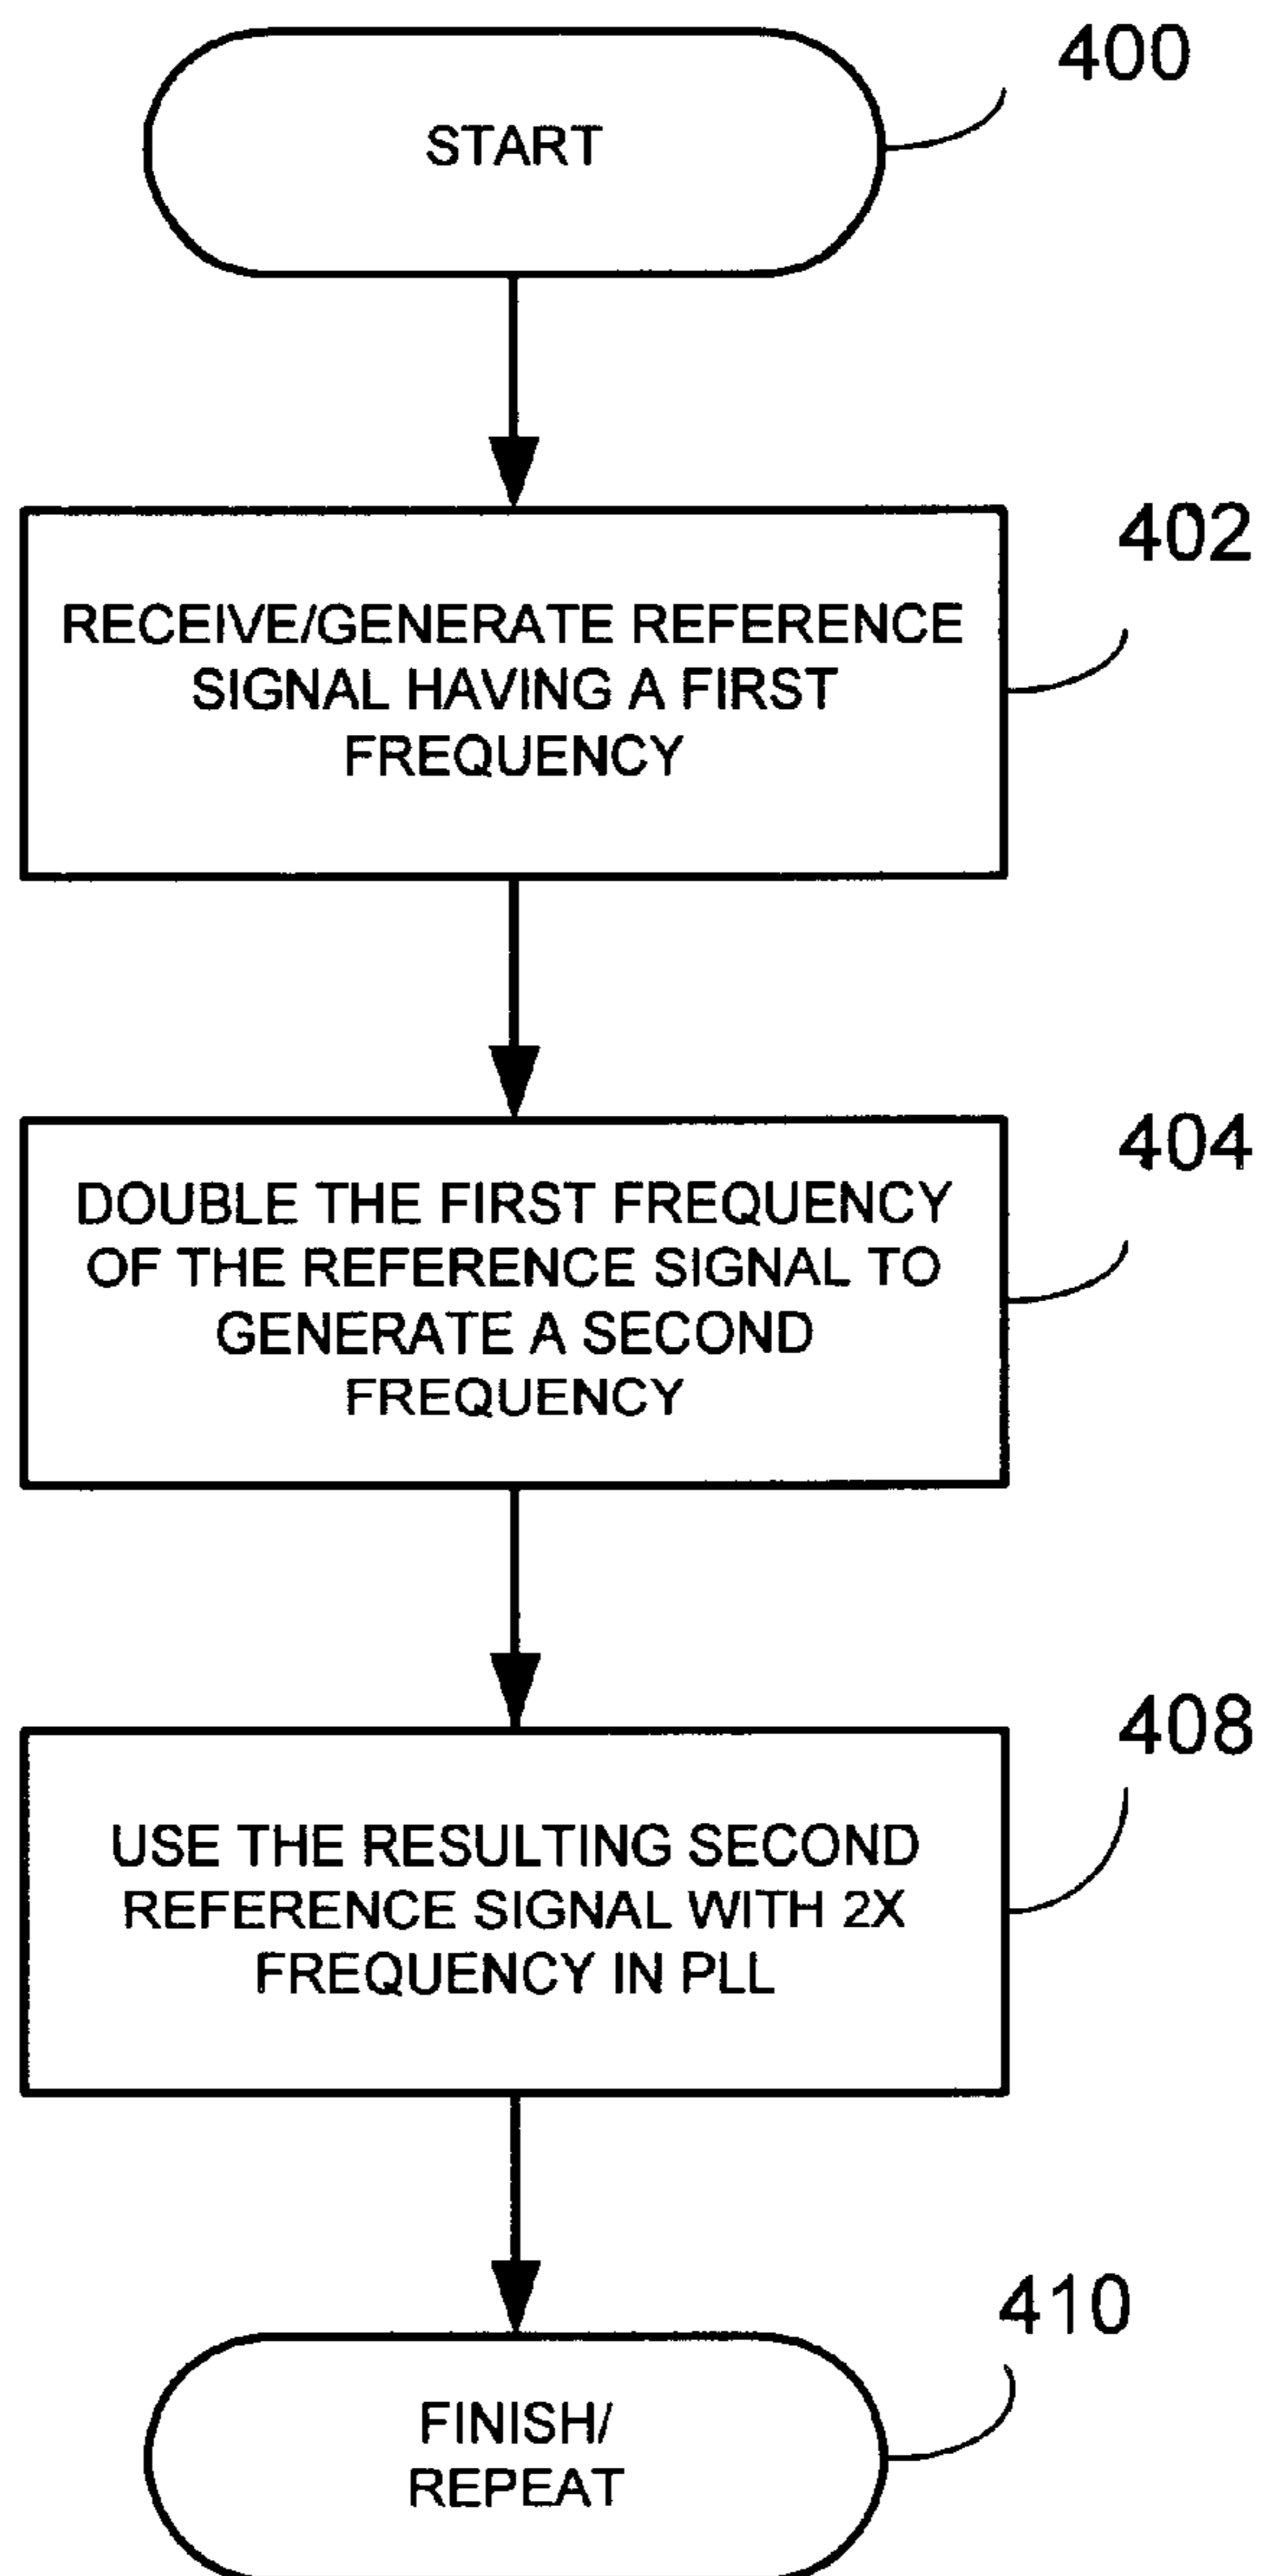 400
START
402
RECEIVE/GENERATE REFERENCE
SIGNAL HAVING A FIRST
FREQUENCY
404
DOUBLE THE FIRST FREQUENCY
OF THE REFERENCE SIGNAL TO
GENERATE A SECOND
FREQUENCY
408
USE THE RESULTING SECOND
REFERENCE SIGNAL WITH 2X
FREQUENCY IN PLL
410
FINISH/
REPEAT